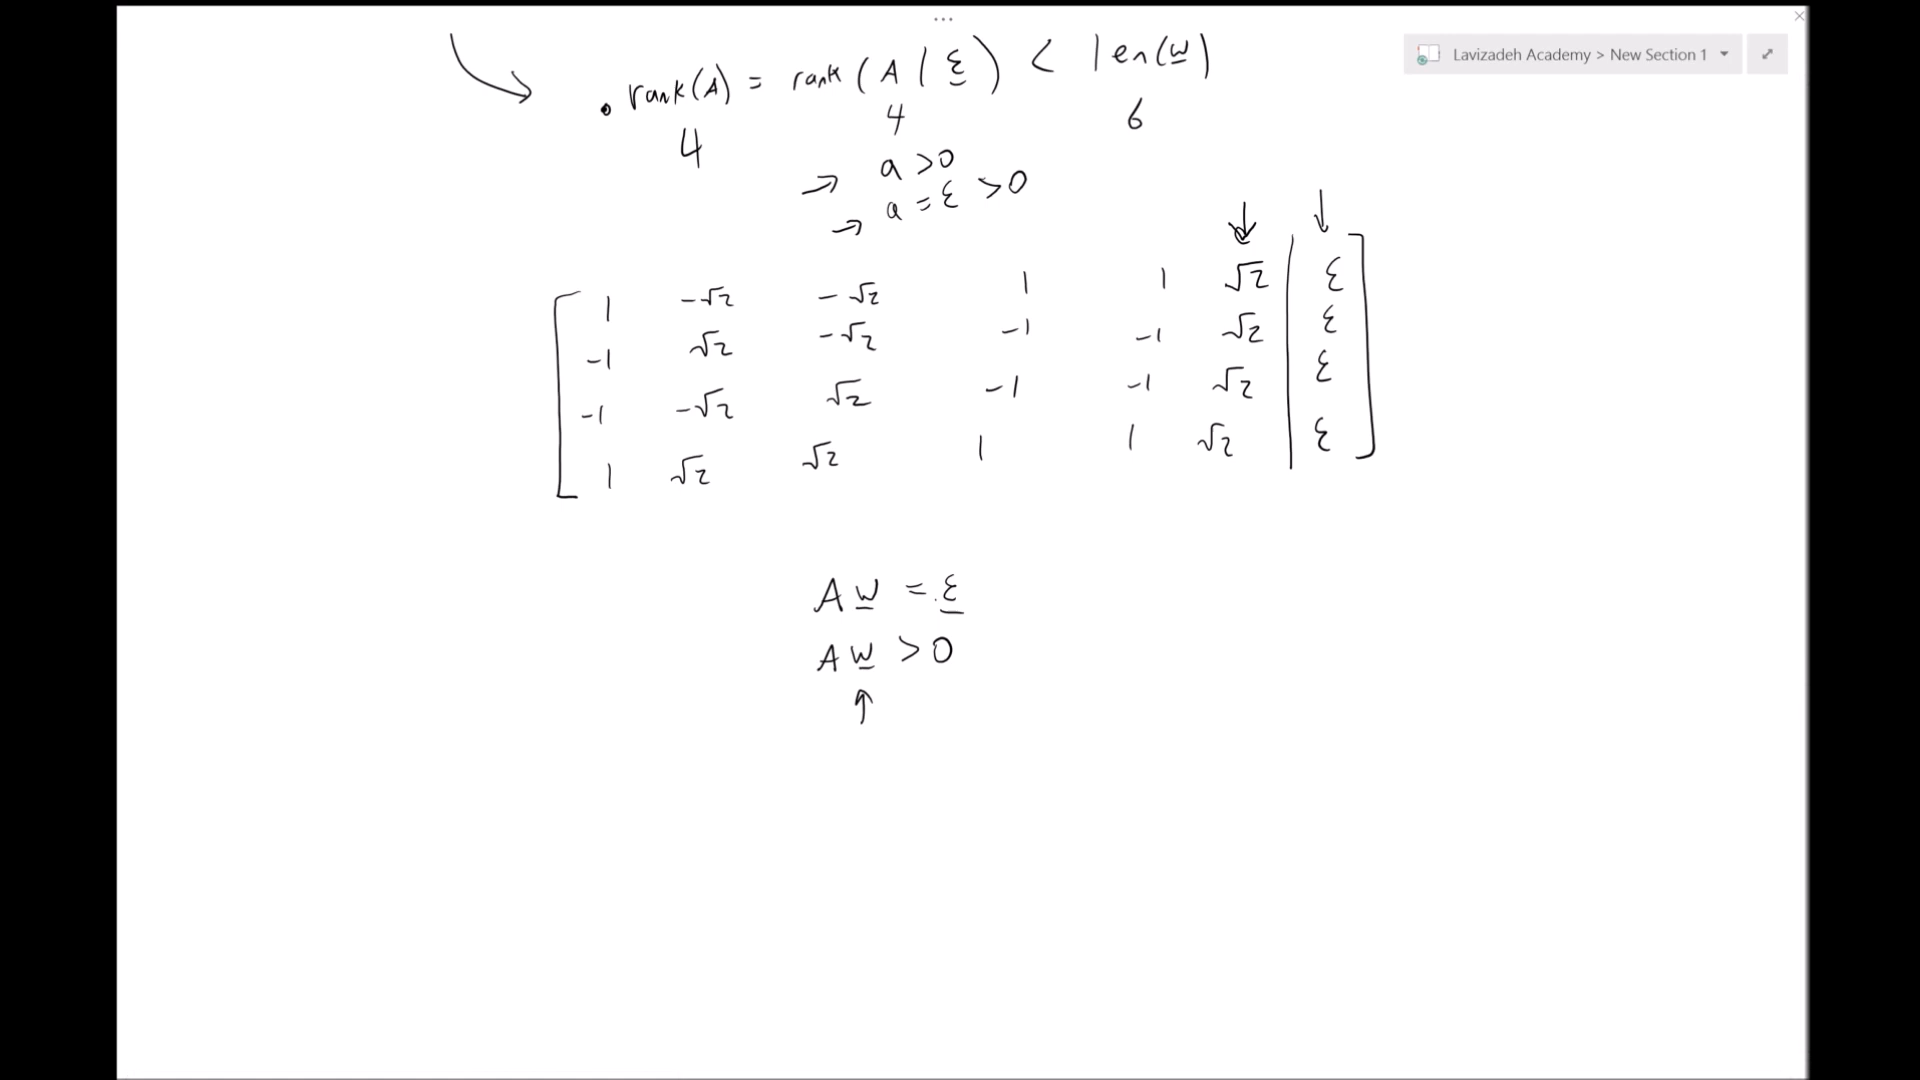 Lavizadeh Academy > New Section 1
. rank(A) = rank(A | ε) < len(w)
4 4 6
→ a > 0
→ a = ε > 0
1 -√2 -√2 1 1 √2 | ε
-1 √2 -√2 -1 -1 √2 | ε
-1 -√2 √2 -1 -1 √2 | ε
1 √2 √2 1 1 √2 | ε
A w = ε
A w > 0
↑